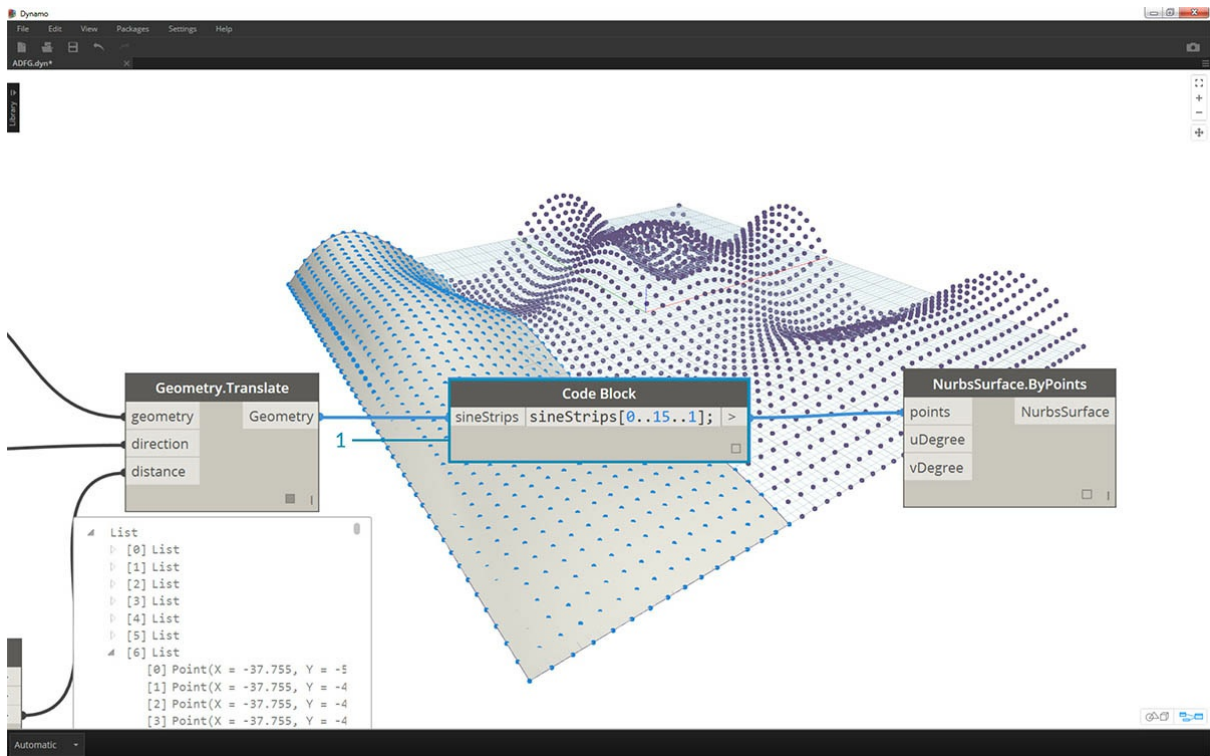 Dynamo
File Edit View Packages Settings Help
ADFG.dyn*
Library
Geometry.Translate
geometry Geometry
direction
distance
1
Code Block
sineStrips sineStrips[0..15..1]; >
NurbsSurface.ByPoints
points NurbsSurface
uDegree
vDegree
List
[0] List
[1] List
[2] List
[3] List
[4] List
[5] List
[6] List
[0] Point(X = -37.755, Y = -5
[1] Point(X = -37.755, Y = -4
[2] Point(X = -37.755, Y = -4
[3] Point(X = -37.755, Y = -4
Automatic